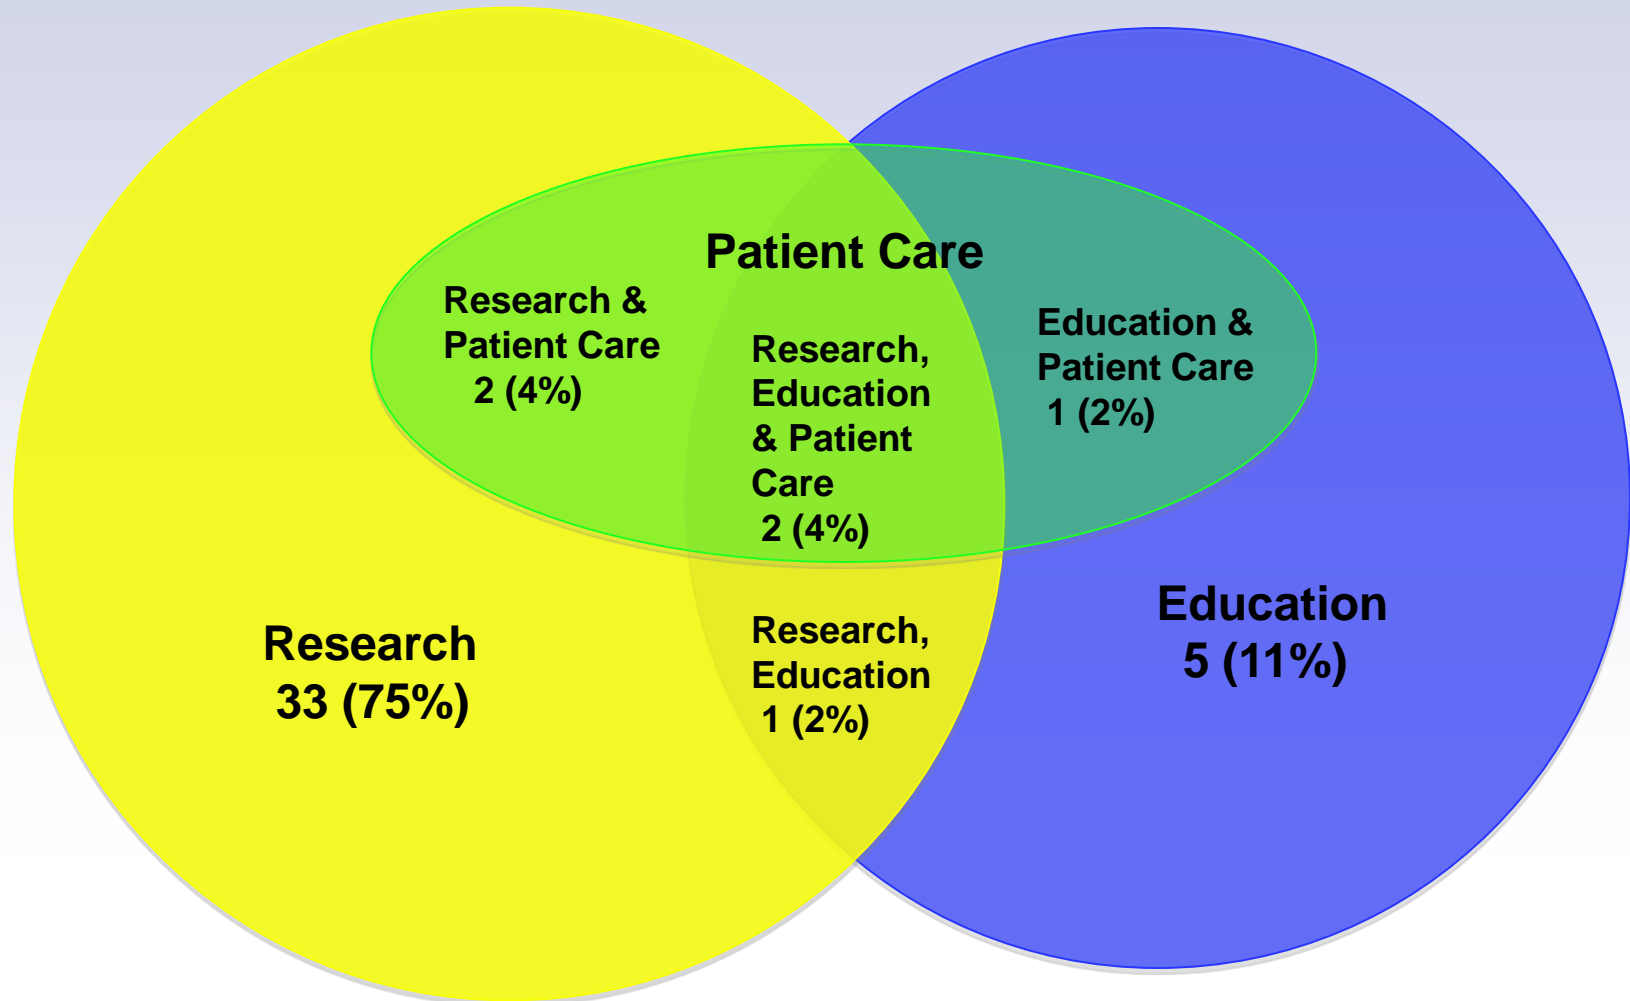 Patient Care
Research &
Patient Care
2 (4%)
Research,
Education
& Patient
Care
2 (4%)
Education &
Patient Care
1 (2%)
Research
33 (75%)
Research,
Education
1 (2%)
Education
5 (11%)